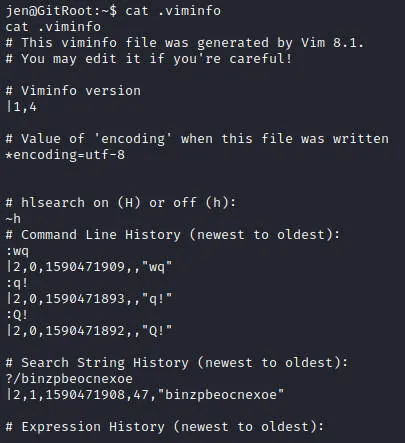 jen@GitRoot:~$ cat .viminfo
cat .viminfo
# This viminfo file was generated by Vim 8.1.
# You may edit it if you're careful!
# Viminfo version
|1,4
# Value of 'encoding' when this file was written
*encoding=utf-8
# hlsearch on (H) or off (h):
~h
# Command Line History (newest to oldest):
:wq
|2,0,1590471909,,"wq"
:q!
|2,0,1590471893,,"q!"
:Q!
|2,0,1590471892,,"Q!"
# Search String History (newest to oldest):
?/binzpbeocnexoe
|2,1,1590471908,47,"binzpbeocnexoe"
# Expression History (newest to oldest):